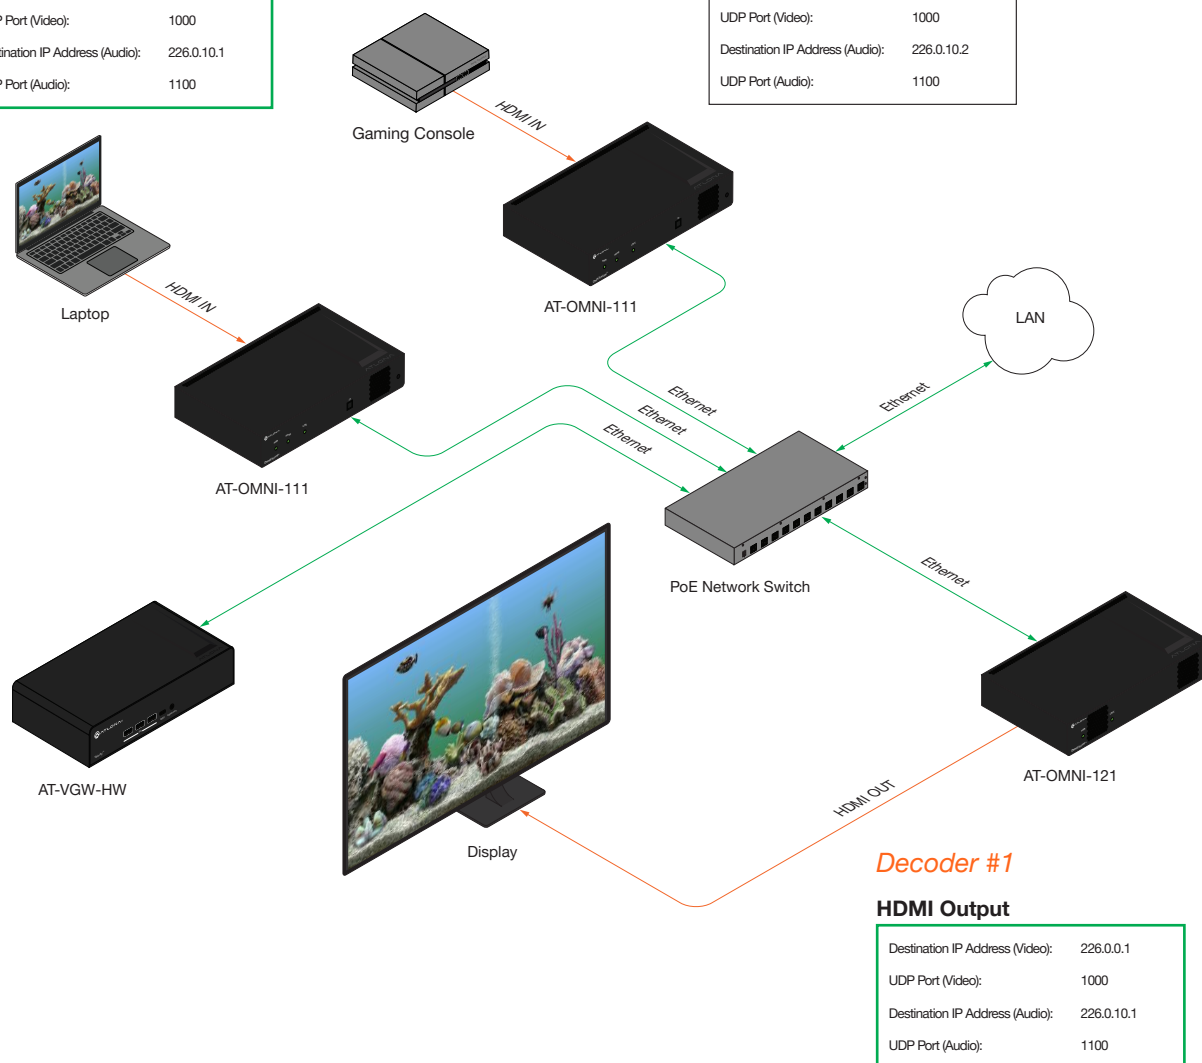 Port (Video): 1000
Destination IP Address (Audio): 226.0.10.1
Port (Audio): 1100
UDP Port (Video): 1000
Destination IP Address (Audio): 226.0.10.2
UDP Port (Audio): 1100
HDMI IN
Gaming Console
Laptop
HDMI IN
AT-OMNI-111
LAN
Ethernet
Ethernet
Ethernet
Ethernet
AT-OMNI-111
PoE Network Switch
Ethernet
AT-VGW-HW
AT-OMNI-121
HDMI OUT
Display
Decoder #1
HDMI Output
Destination IP Address (Video): 226.0.0.1
UDP Port (Video): 1000
Destination IP Address (Audio): 226.0.10.1
UDP Port (Audio): 1100